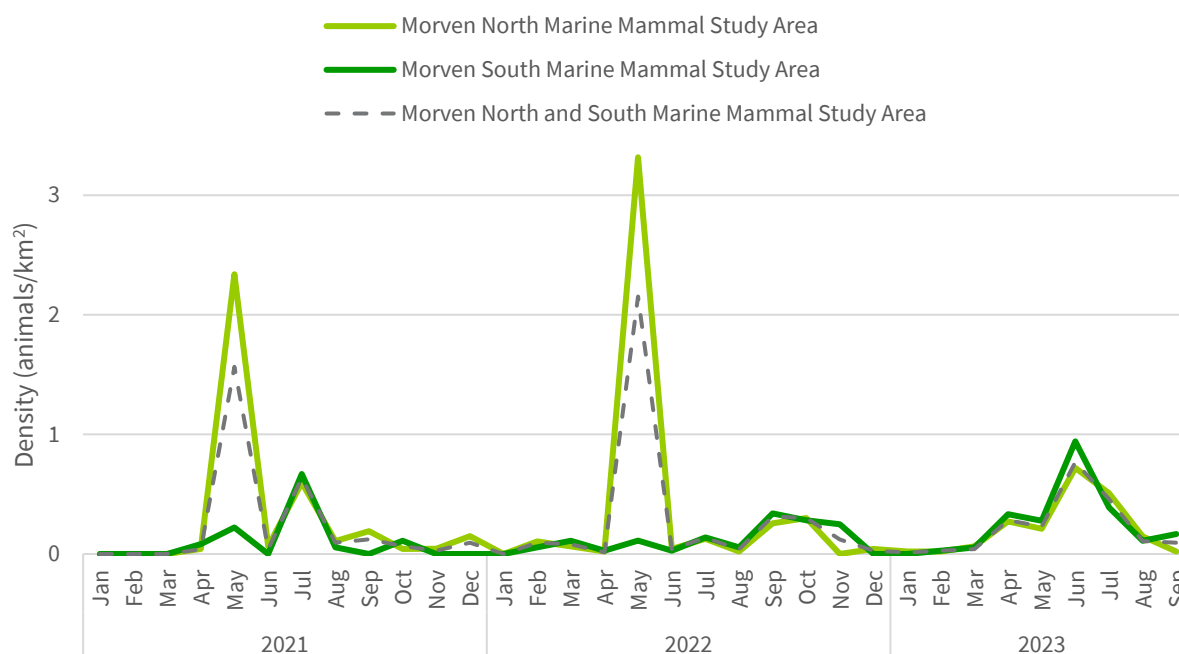 Morven North Marine Mammal Study Area
Morven South Marine Mammal Study Area
Morven North and South Marine Mammal Study Area
Density (animals/km²)
3
2
1
0
Jan Feb Mar Apr May Jun Jul Aug Sep Oct Nov Dec Jan Feb Mar Apr May Jun Jul Aug Sep Oct Nov Dec Jan Feb Mar Apr May Jun Jul Aug Sep
2021 2022 2023